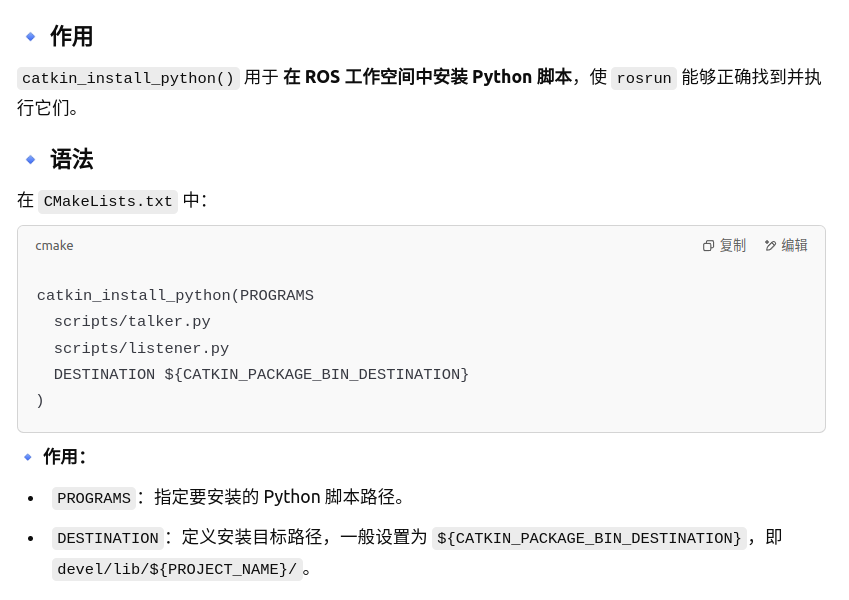 作用
catkin_install_python() 用于 在 ROS 工作空间中安装 Python 脚本，使 rosrun 能够正确找到并执
行它们。
语法
在 CMakeLists.txt 中：
cmake 复制 编辑
catkin_install_python(PROGRAMS
  scripts/talker.py
  scripts/listener.py
  DESTINATION ${CATKIN_PACKAGE_BIN_DESTINATION}
)
作用：
• PROGRAMS：指定要安装的 Python 脚本路径。
• DESTINATION：定义安装目标路径，一般设置为 ${CATKIN_PACKAGE_BIN_DESTINATION}，即
devel/lib/${PROJECT_NAME}/。